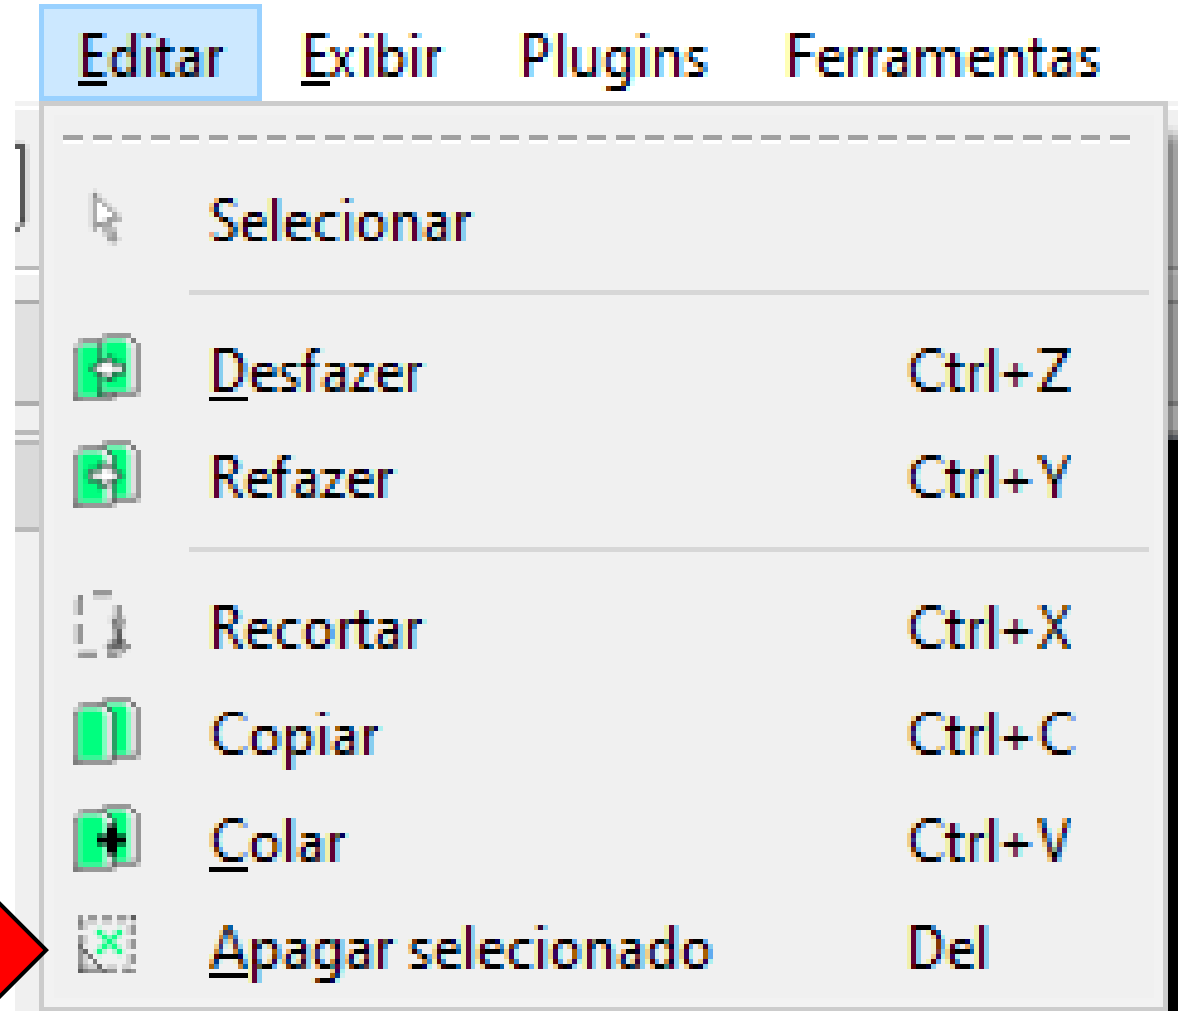 Editar Exibir Plugins Ferramentas
Selecionar
Desfazer Ctrl+Z
Refazer Ctrl+Y
Recortar Ctrl+X
Copiar Ctrl+C
Colar Ctrl+V
Apagar selecionado Del